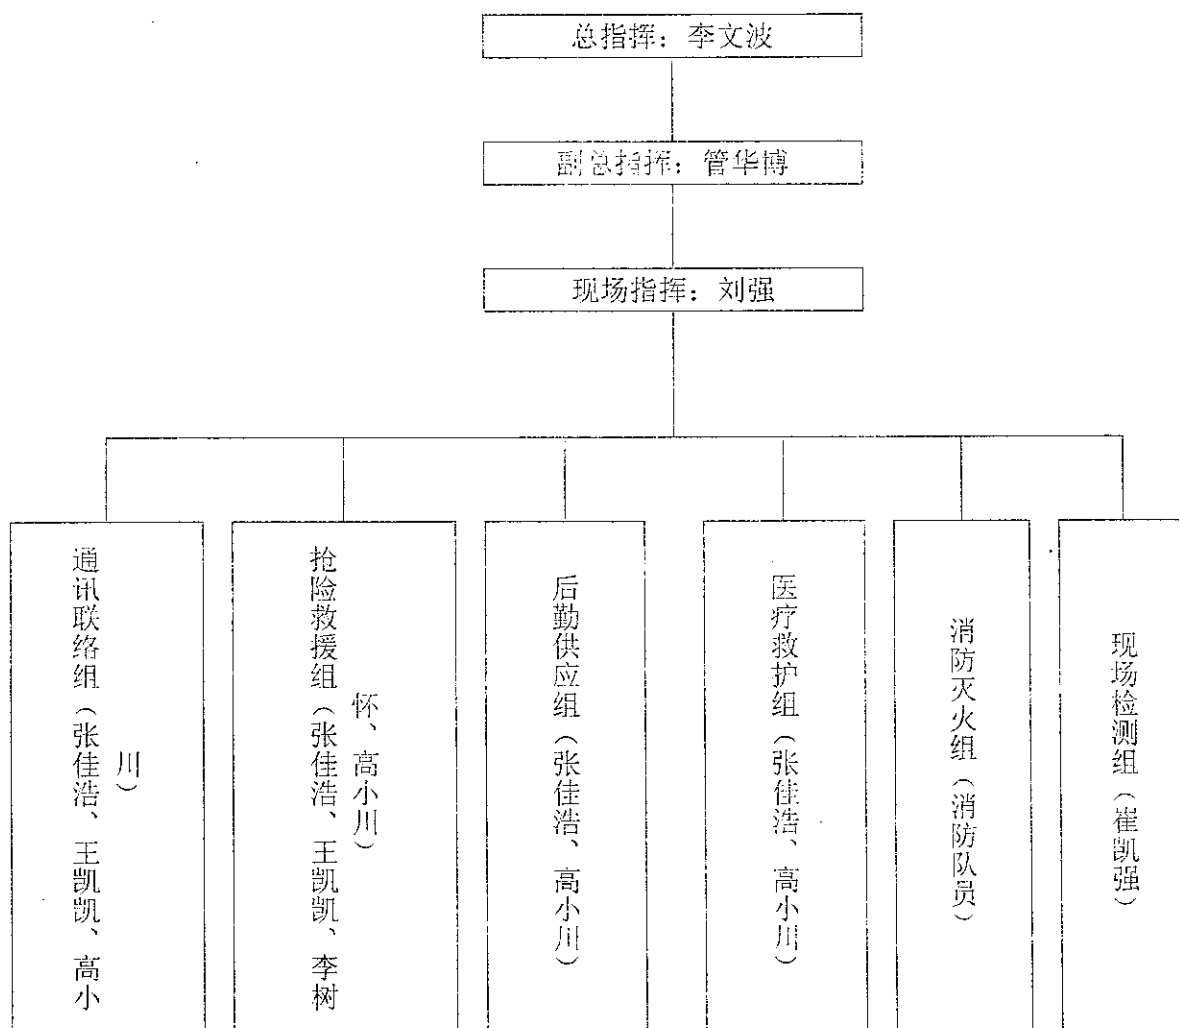 总指挥：李文波
副总指挥：管华博
现场指挥：刘强
通讯联络组（张佳浩、王凯凯、高小
川）
抢险救援组（张佳浩、王凯凯、李树
怀、高小川）
后勤供应组（张佳浩、高小川）
医疗救护组（张佳浩、高小川）
消防灭火组（消防队员）
现场检测组（崔凯强）